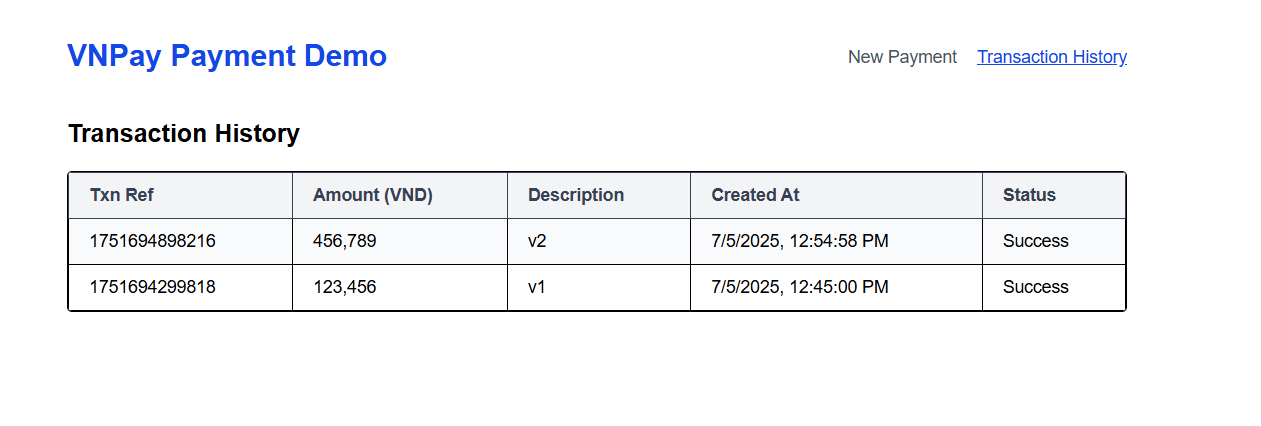 VNPay Payment Demo
New Payment Transaction History
Transaction History
Txn Ref Amount (VND) Description Created At Status
1751694898216 456,789 v2 7/5/2025, 12:54:58 PM Success
1751694299818 123,456 v1 7/5/2025, 12:45:00 PM Success